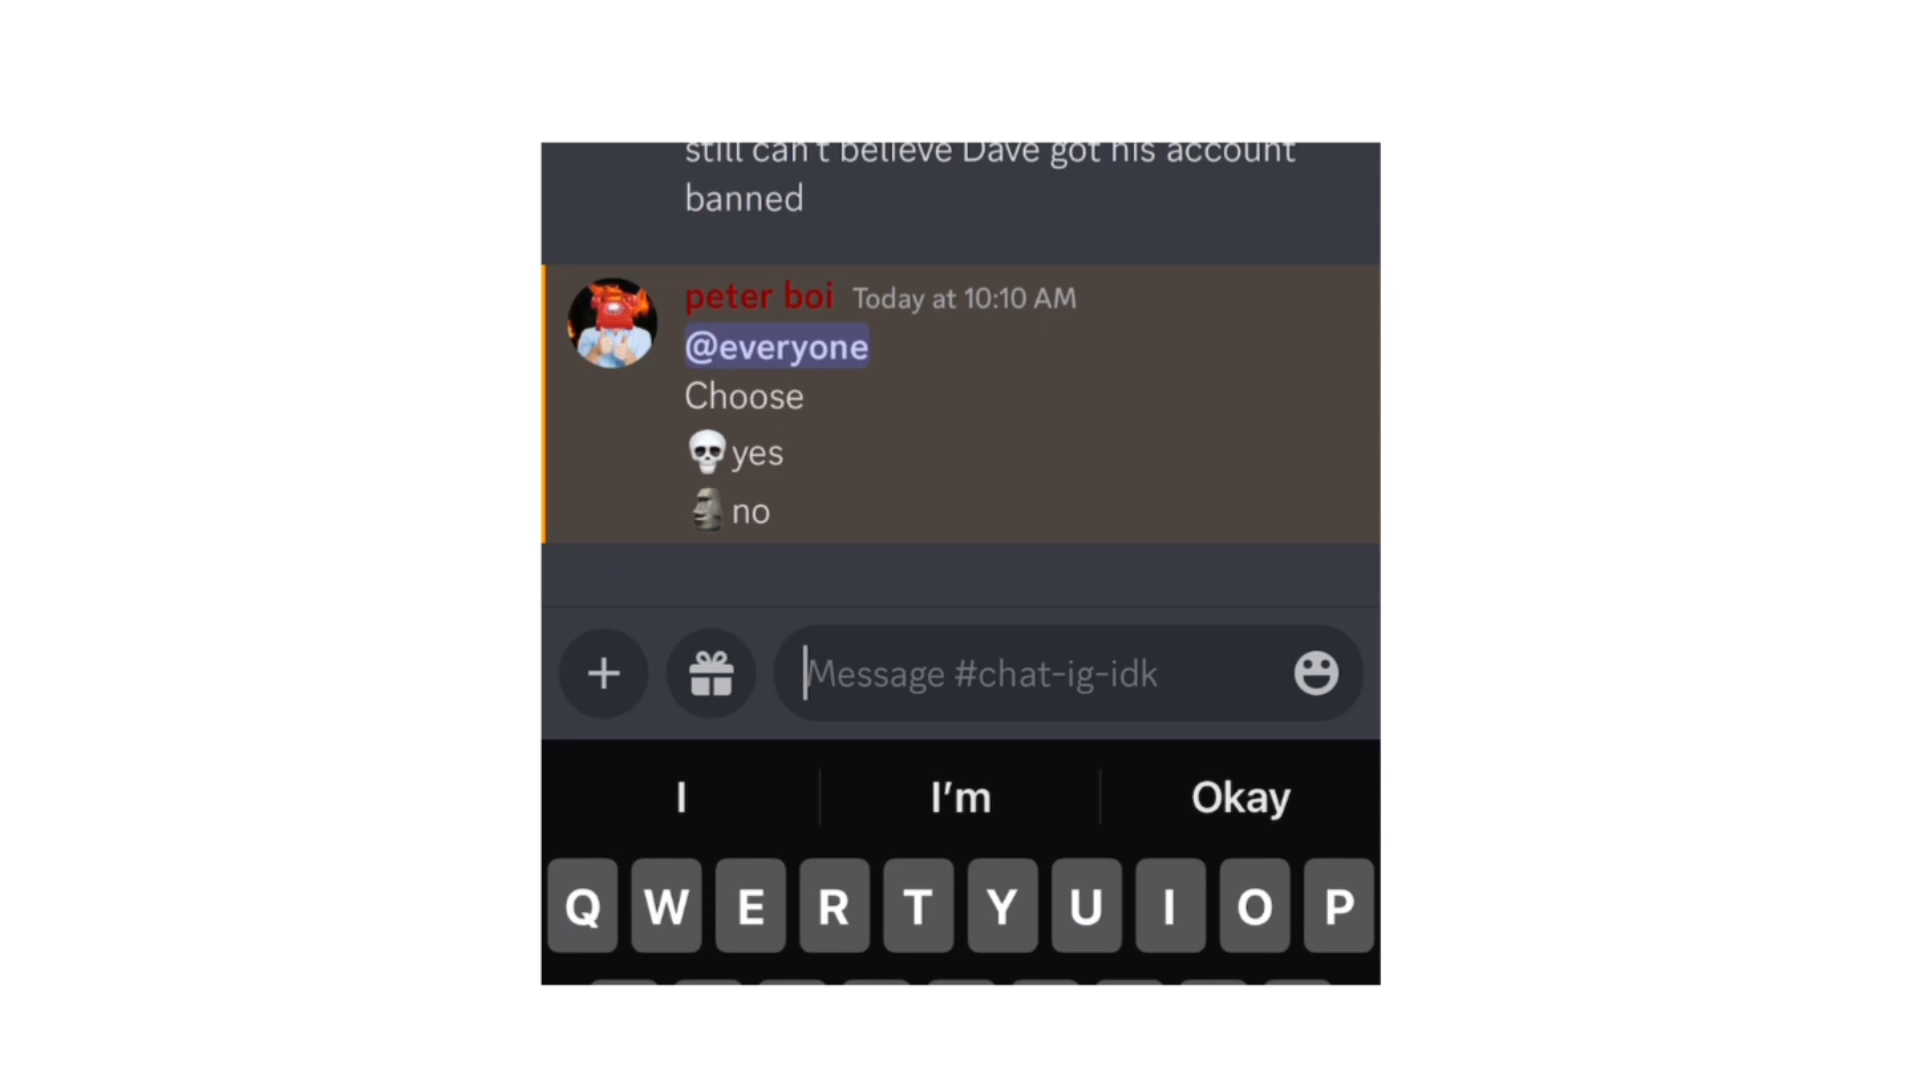 still can't believe Dave got his account
banned
peter boi Today at 10:10 AM
@everyone
Choose
💀yes
🗿no
Message #chat-ig-idk
I I'm Okay
Q W E R T Y U I O P